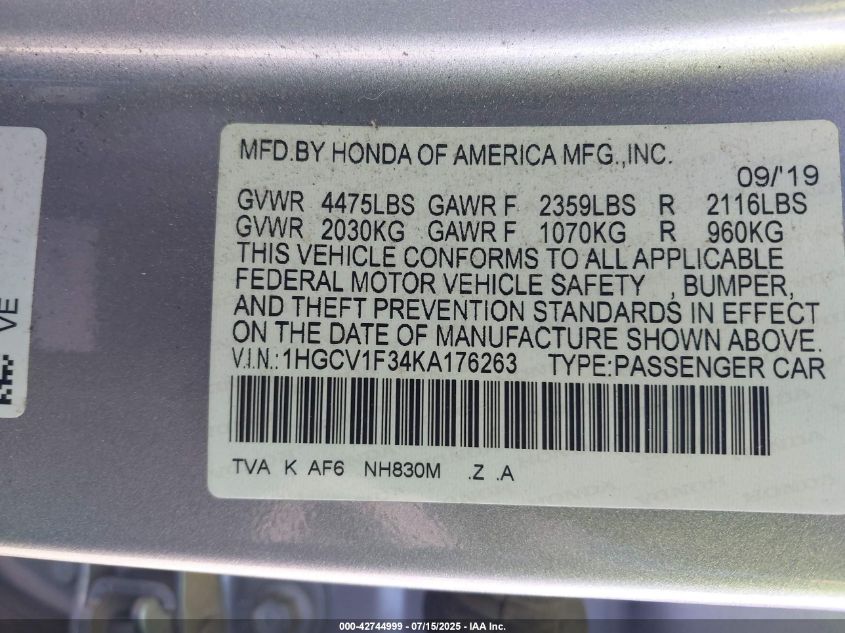 MFD.BY HONDA OF AMERICA MFG.,INC.
09/'19
GVWR 4475LBS GAWR F 2359LBS R 2116LBS
GVWR 2030KG GAWR F 1070KG R 960KG
THIS VEHICLE CONFORMS TO ALL APPLICABLE
FEDERAL MOTOR VEHICLE SAFETY , BUMPER,
AND THEFT PREVENTION STANDARDS IN EFFECT
ON THE DATE OF MANUFACTURE SHOWN ABOVE.
V.I.N.: 1HGCV1F34KA176263 TYPE:PASSENGER CAR
TVA K AF6 NH830M .Z .A
VE
000-42744999 - 07/15/2025 - IAA Inc.